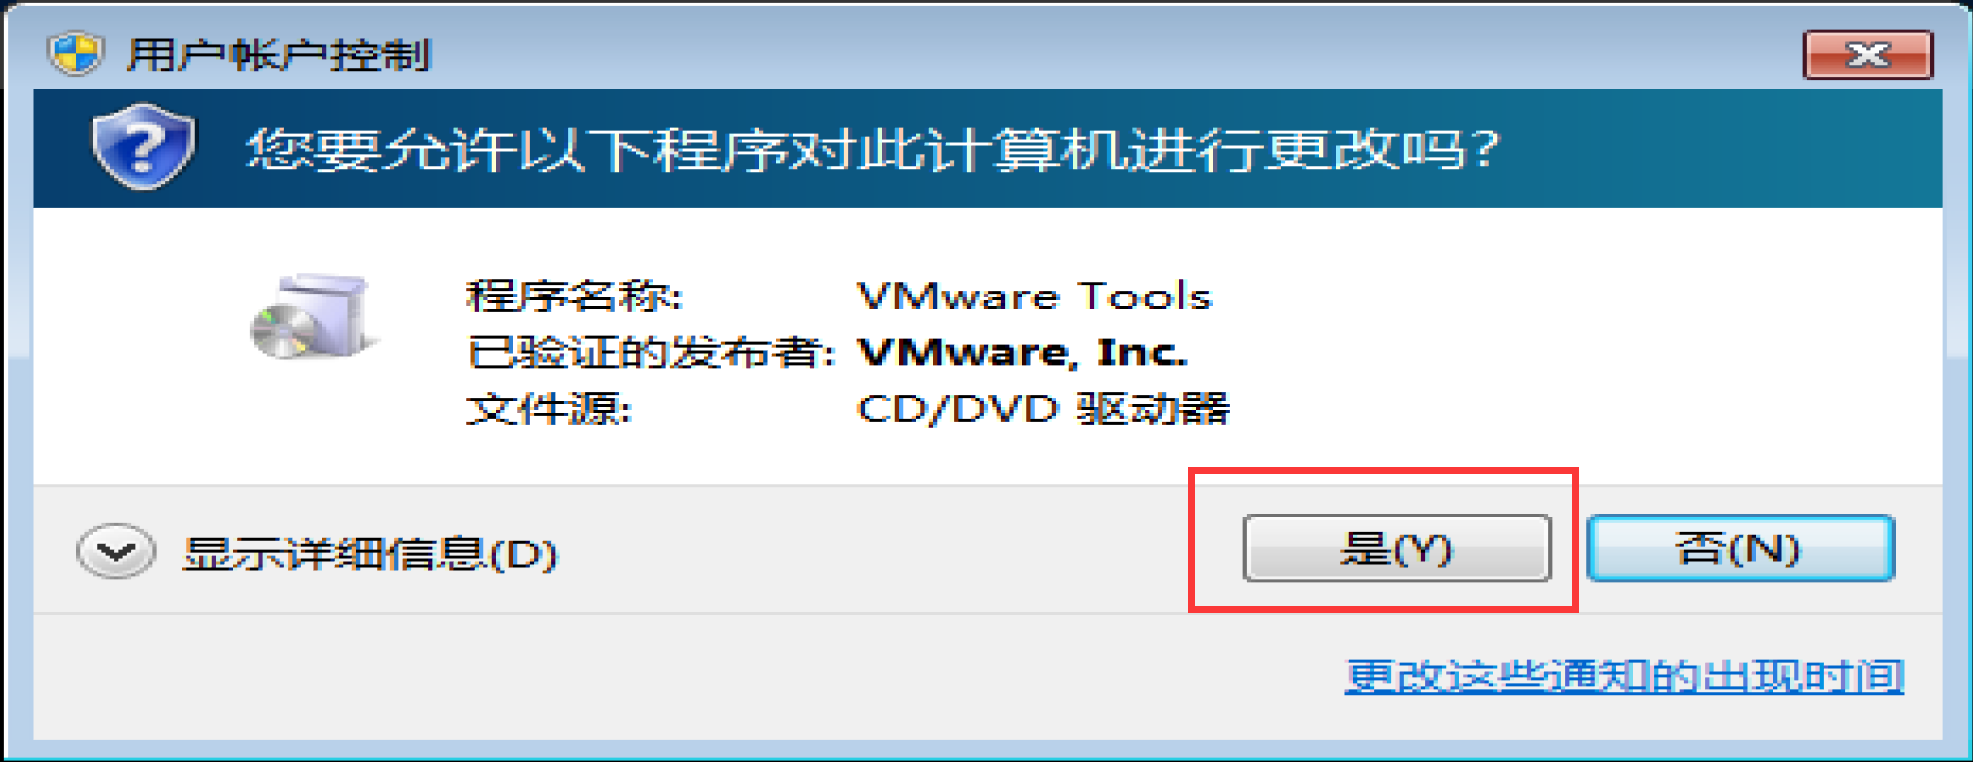 用户帐户控制
您要允许以下程序对此计算机进行更改吗?
程序名称: VMware Tools
已验证的发布者: VMware, Inc.
文件源: CD/DVD 驱动器
显示详细信息(D) 是(Y) 否(N)
更改这些通知的出现时间